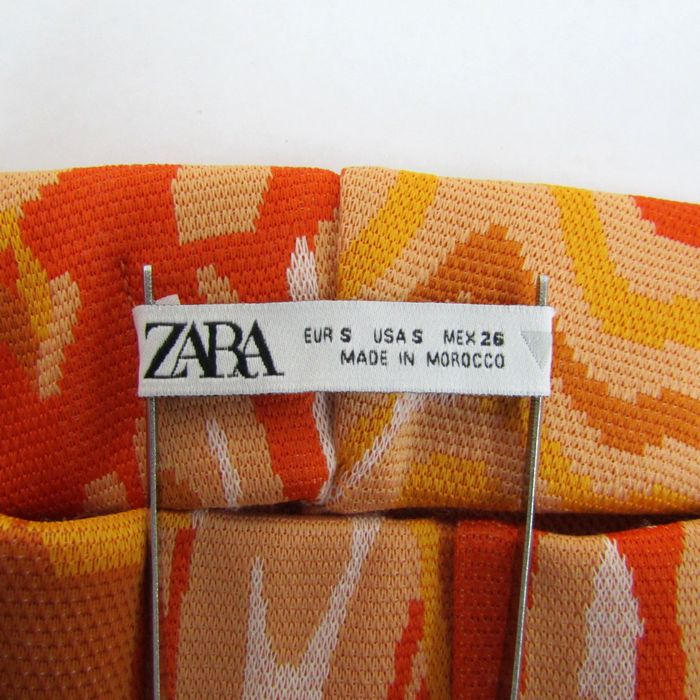 ZARA
EUR S USA S MEX 26
MADE IN MOROCCO